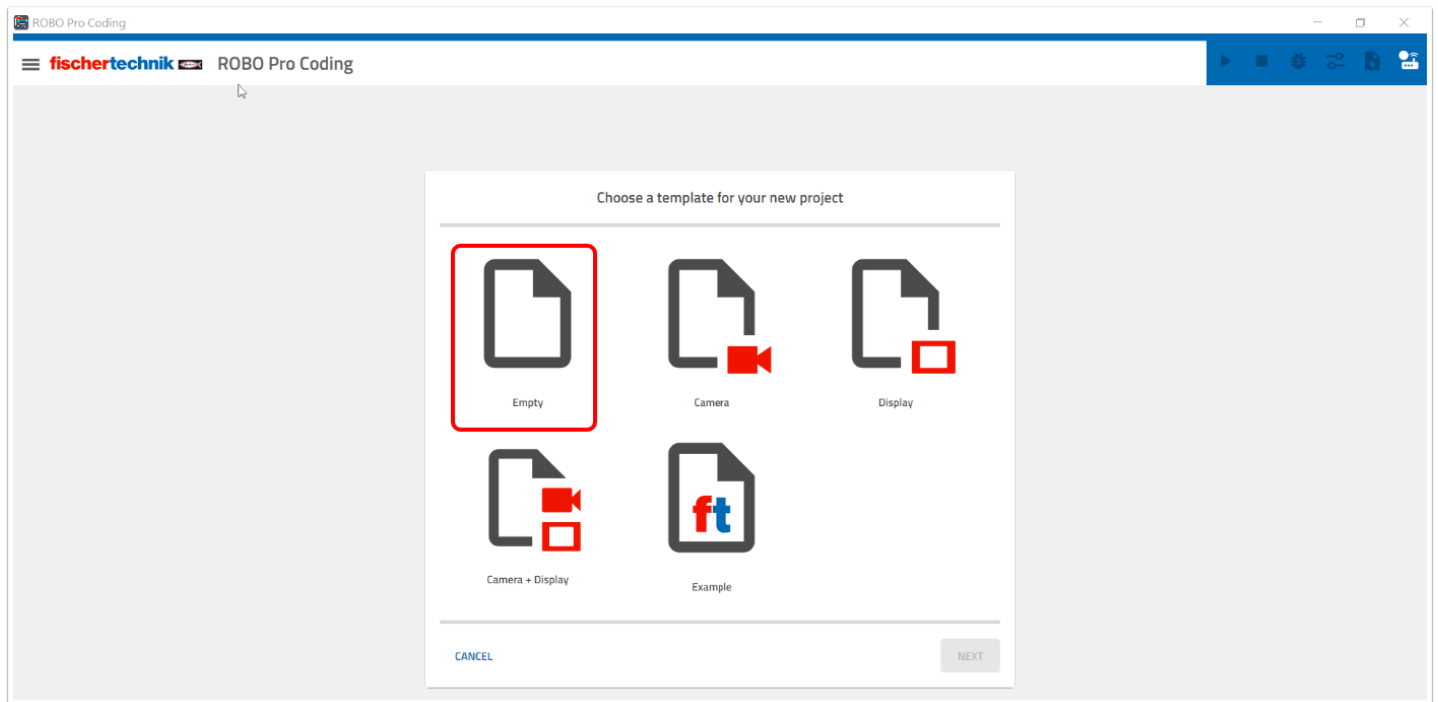 ROBO Pro Coding
fischertechnik ROBO Pro Coding
Choose a template for your new project
Empty
Camera
Display
Camera + Display
ft
Example
CANCEL
NEXT